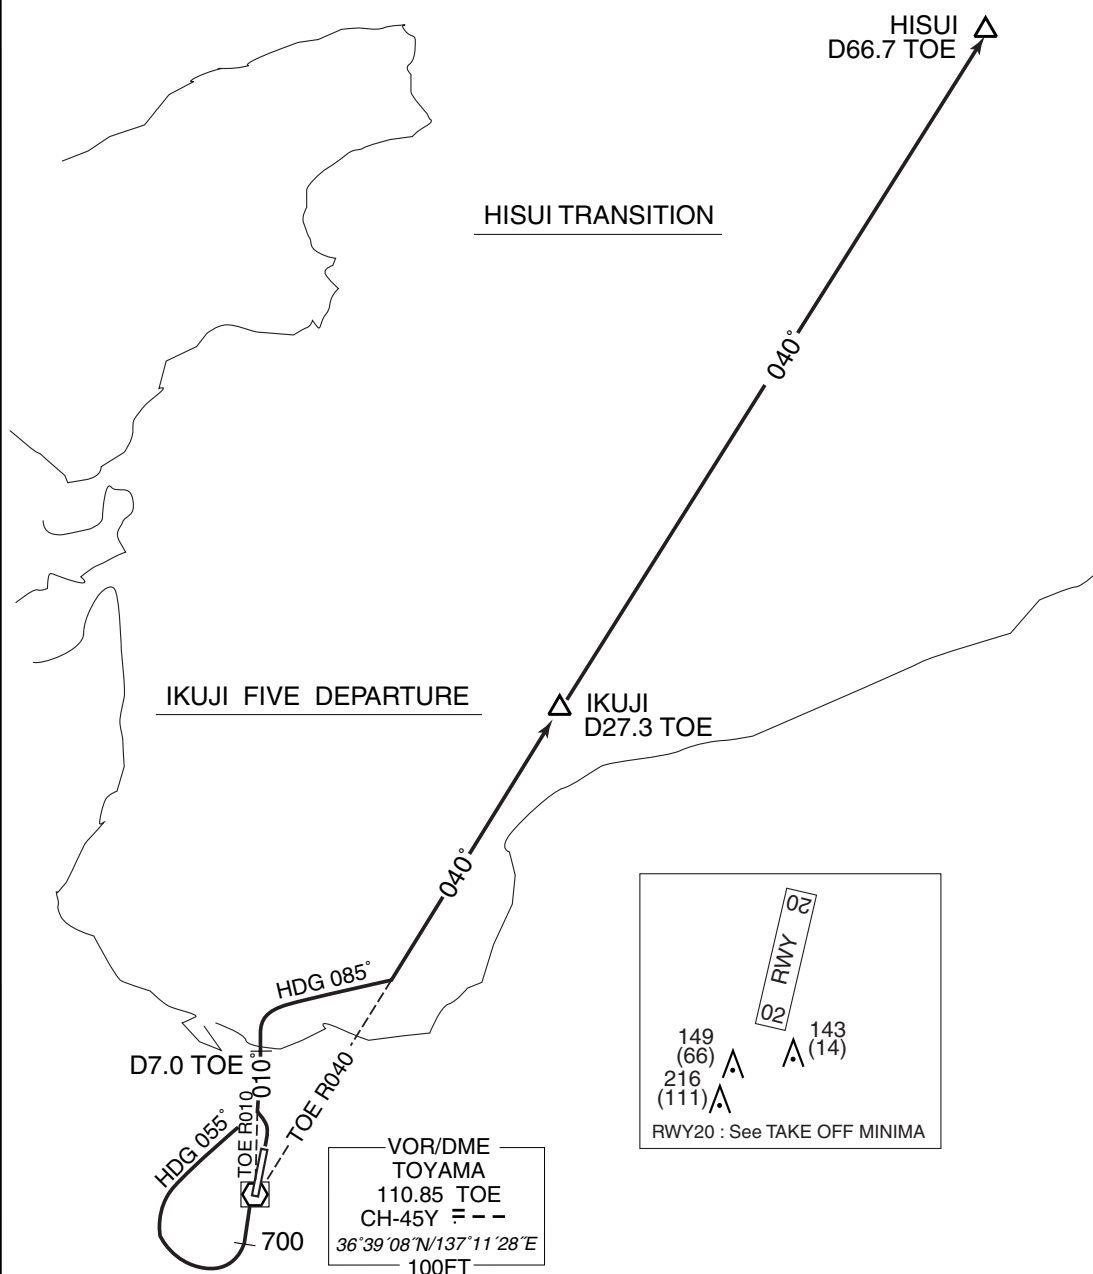 HISUI
D66.7 TOE
HISUI TRANSITION
040°
IKUJI FIVE DEPARTURE
IKUJI
D27.3 TOE
040°
HDG 085°
D7.0 TOE
010°
TOE R010
TOE R040
HDG 055°
700
VOR/DME
TOYAMA
110.85 TOE
CH-45Y
36°39′08″N/137°11′28″E
100FT
20
RWY
02
149
(66)
143
(14)
216
(111)
RWY20 : See TAKE OFF MINIMA